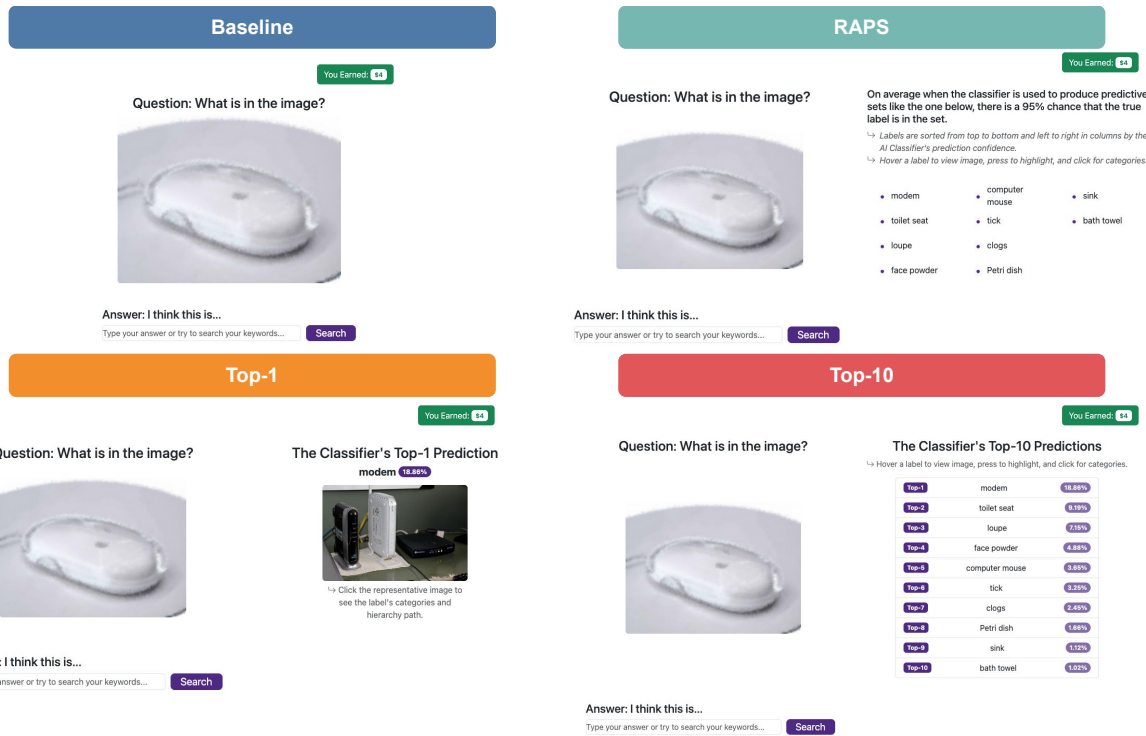 Baseline
You Earned: $4
Question: What is in the image?
Answer: I think this is...
Type your answer or try to search your keywords... Search
RAPS
You Earned: $4
Question: What is in the image?
On average when the classifier is used to produce predictive
sets like the one below, there is a 95% chance that the true
label is in the set.
↳ Labels are sorted from top to bottom and left to right in columns by the
AI Classifier's prediction confidence.
↳ Hover a label to view image, press to highlight, and click for categories.
• modem
• toilet seat
• loupe
• face powder
• computer
mouse
• tick
• clogs
• Petri dish
• sink
• bath towel
Answer: I think this is...
Type your answer or try to search your keywords... Search
Top-1
You Earned: $4
Question: What is in the image?
The Classifier's Top-1 Prediction
modem 18.86%
↳ Click the representative image to
see the label's categories and
hierarchy path.
: I think this is...
nswer or try to search your keywords... Search
Top-10
You Earned: $4
Question: What is in the image?
The Classifier's Top-10 Predictions
↳ Hover a label to view image, press to highlight, and click for categories.
Top-1 modem 18.86%
Top-2 toilet seat 9.19%
Top-3 loupe 7.15%
Top-4 face powder 4.88%
Top-5 computer mouse 3.65%
Top-6 tick 3.25%
Top-7 clogs 2.45%
Top-8 Petri dish 1.66%
Top-9 sink 1.12%
Top-10 bath towel 1.02%
Answer: I think this is...
Type your answer or try to search your keywords... Search